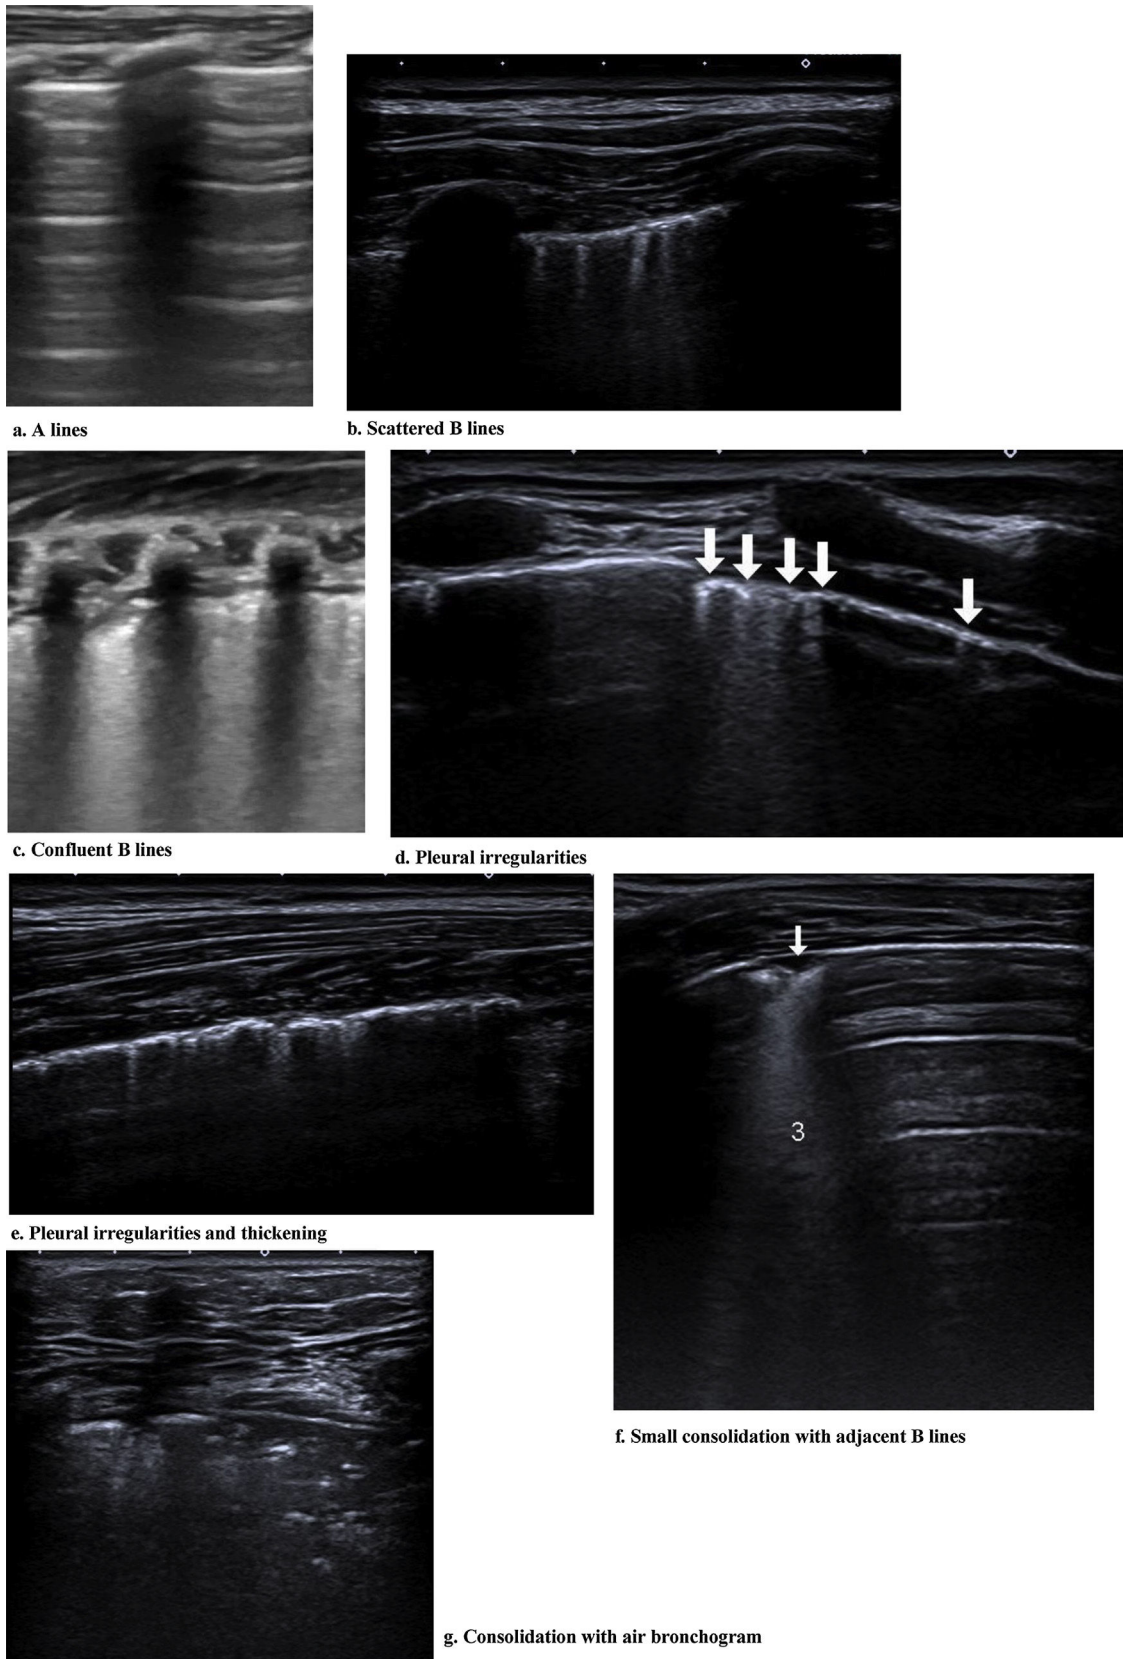 a. A lines
b. Scattered B lines
c. Confluent B lines
d. Pleural irregularities
e. Pleural irregularities and thickening
3
f. Small consolidation with adjacent B lines
g. Consolidation with air bronchogram